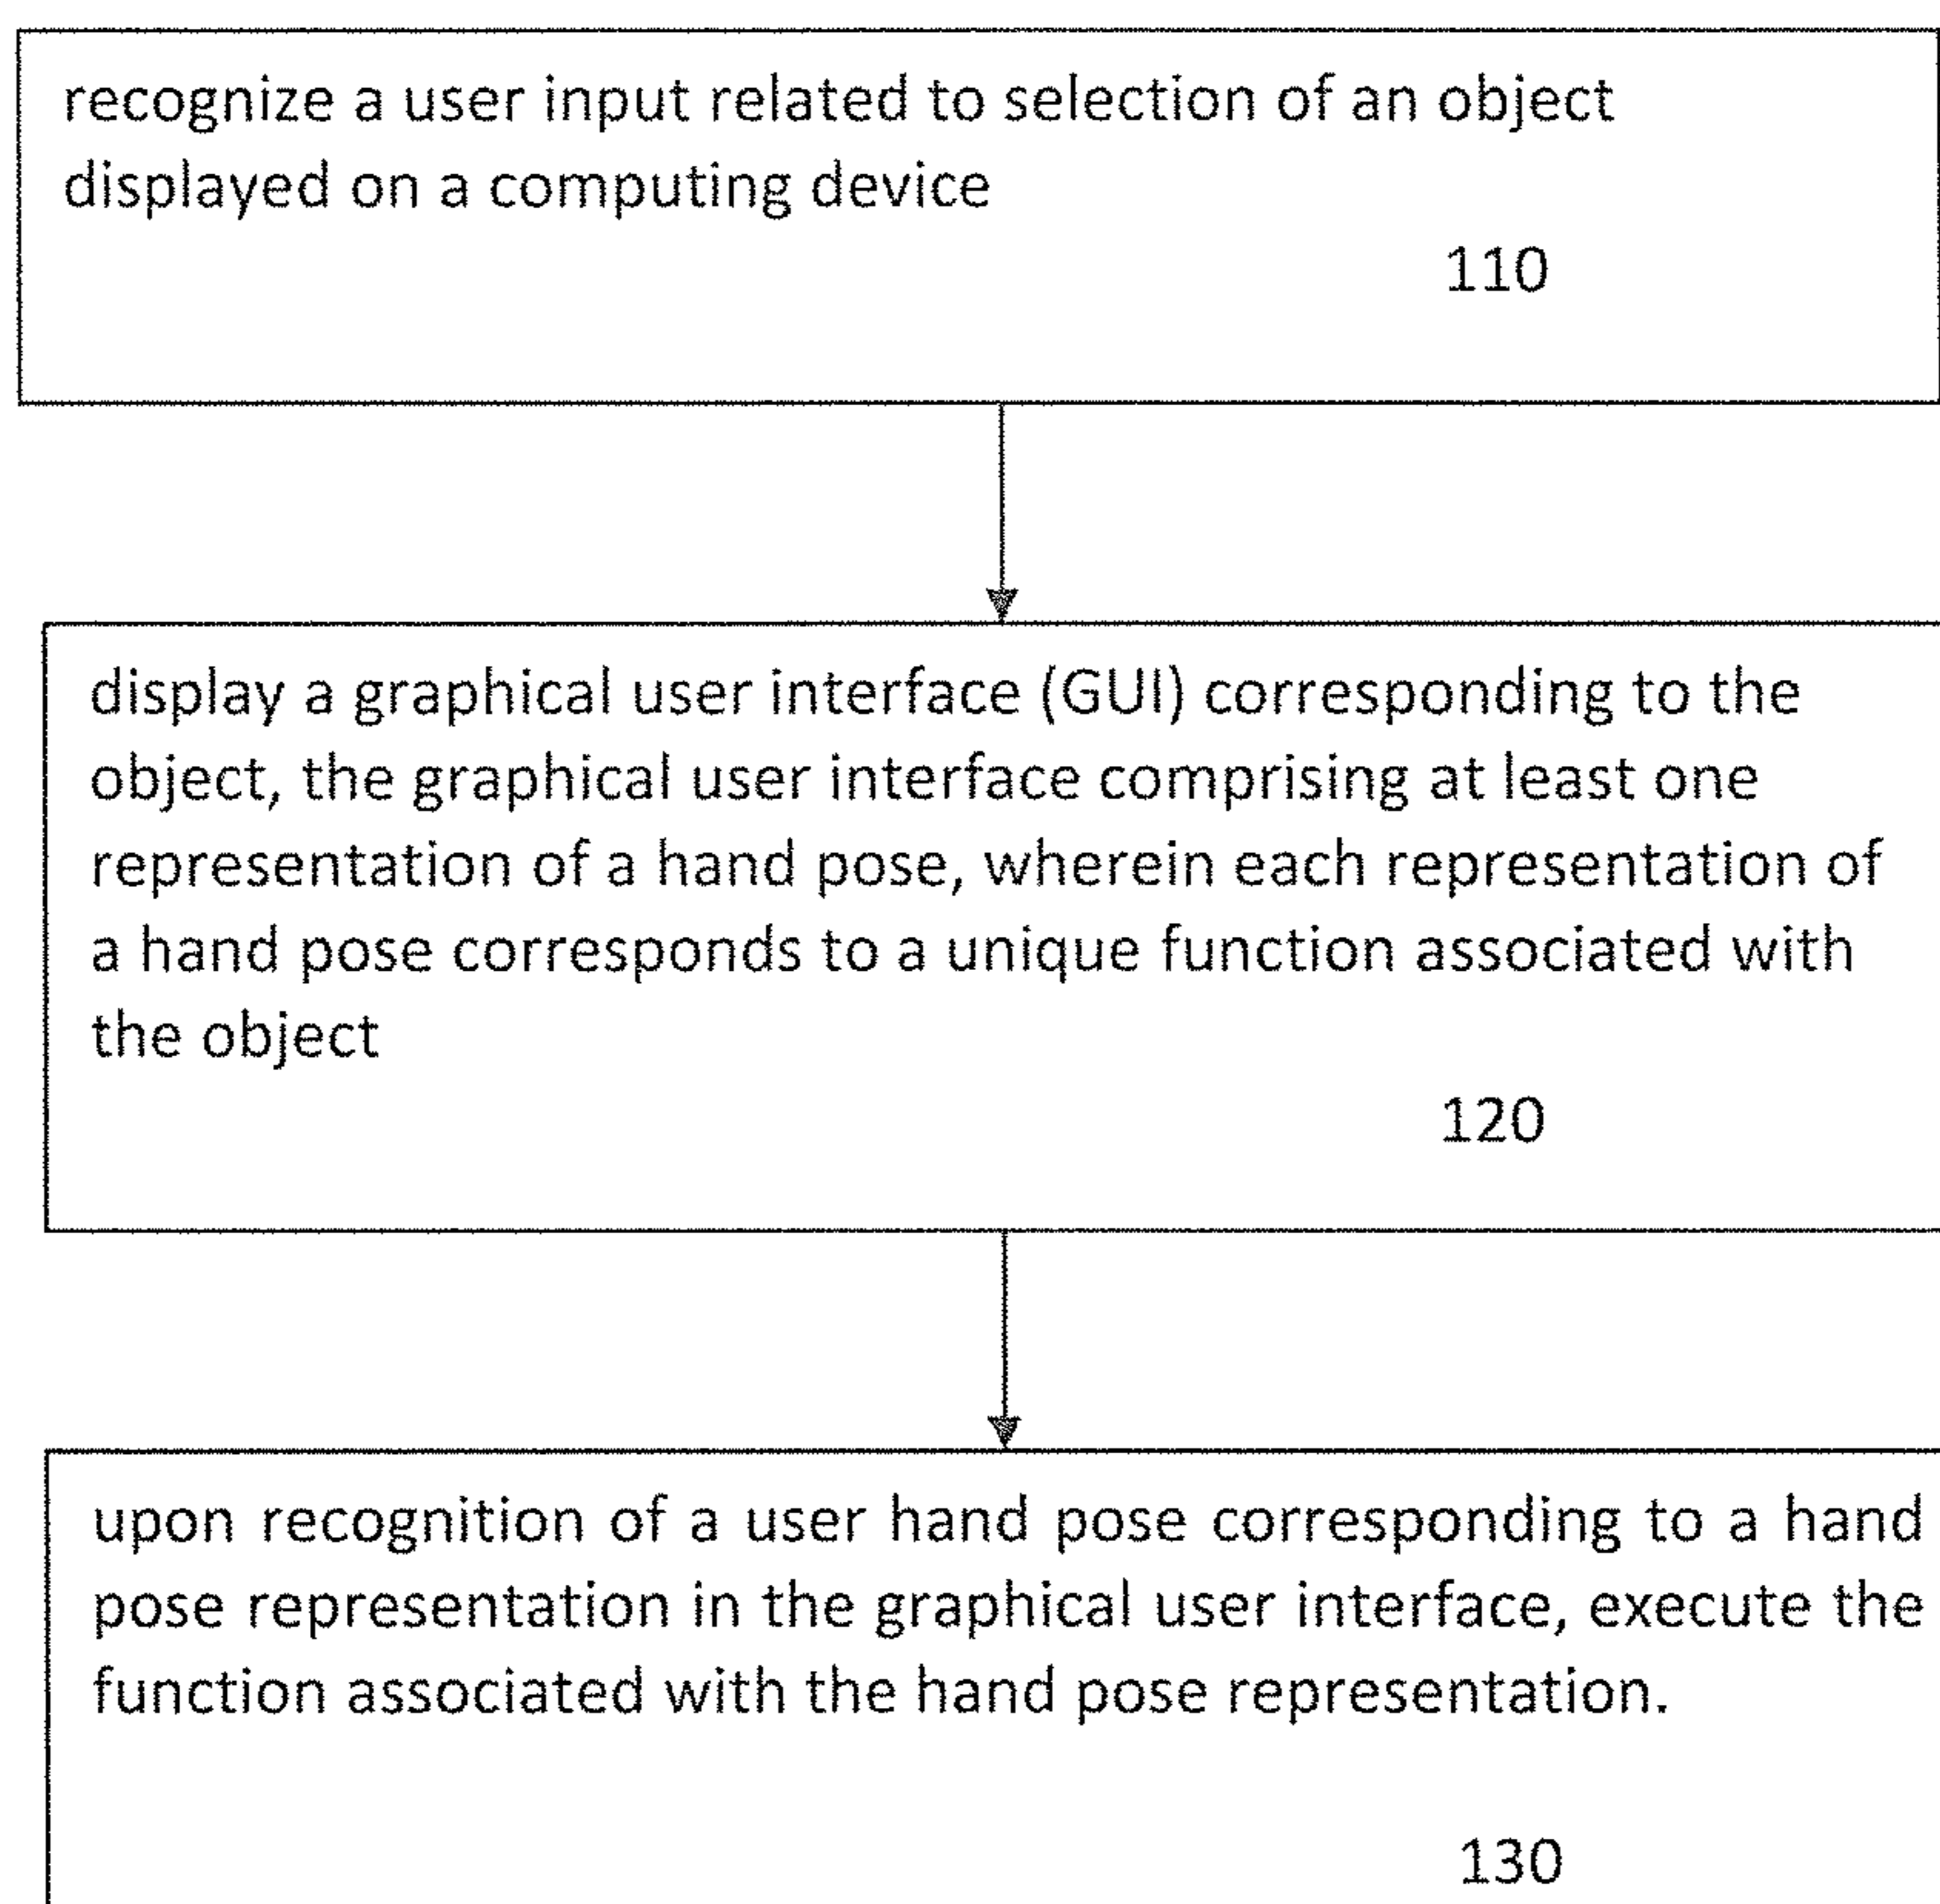 recognize a user input related to selection of an object
displayed on a computing device
110
display a graphical user interface (GUI) corresponding to the
object, the graphical user interface comprising at least one
representation of a hand pose, wherein each representation of
a hand pose corresponds to a unique function associated with
the object
120
upon recognition of a user hand pose corresponding to a hand
pose representation in the graphical user interface, execute the
function associated with the hand pose representation.
130